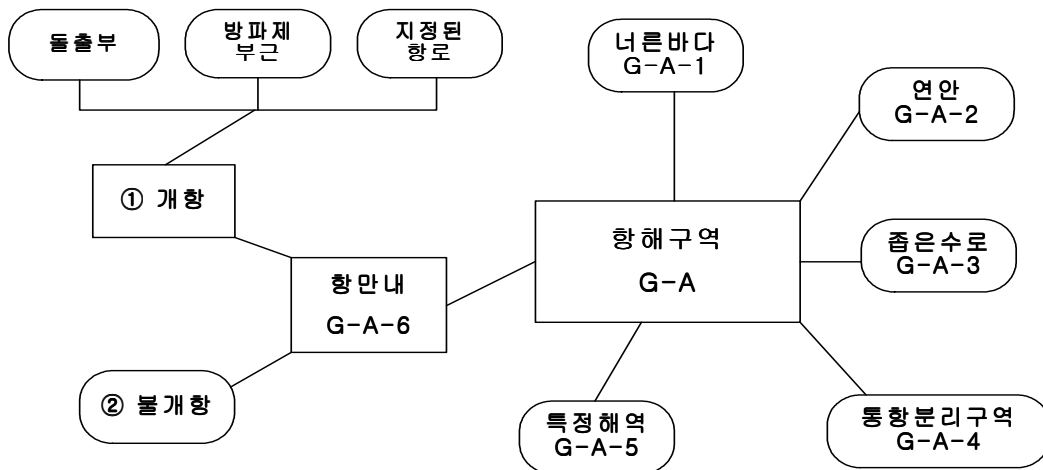 돌출부
방파제
부근
지정된
항로
너른바다
G-A-1
연안
G-A-2
① 개항
항해구역
G-A
좁은수로
G-A-3
항만내
G-A-6
② 불개항
특정해역
G-A-5
통항분리구역
G-A-4